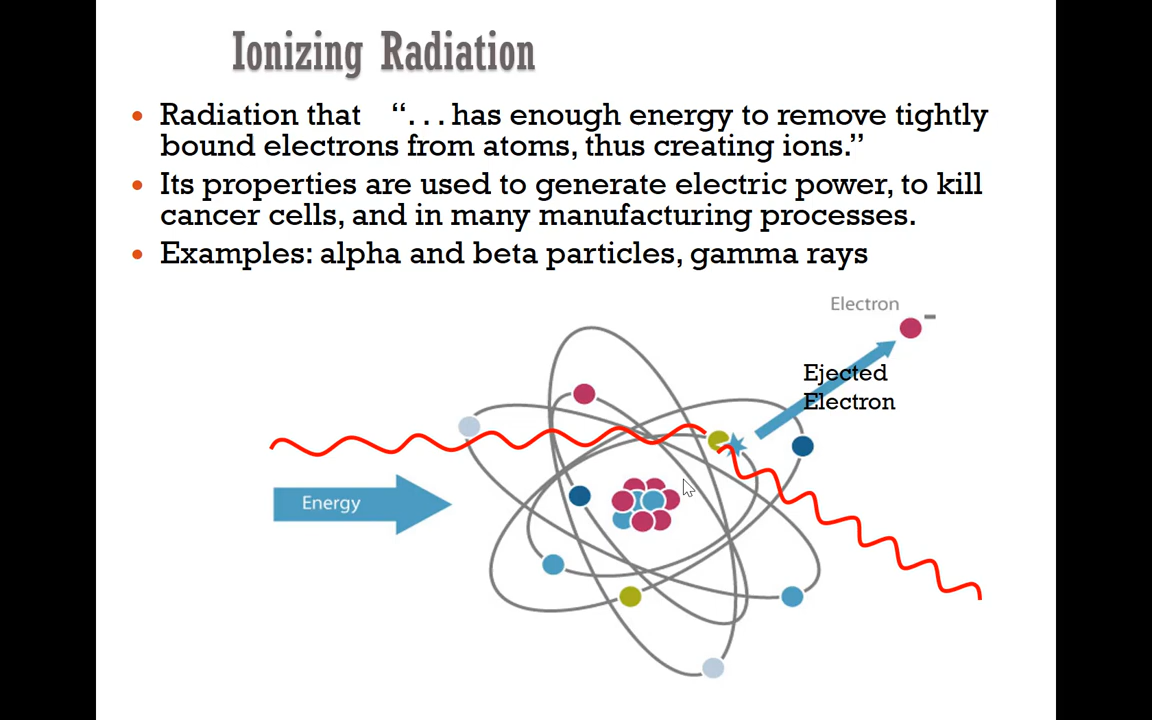 Ionizing Radiation
• Radiation that “. . . has enough energy to remove tightly
bound electrons from atoms, thus creating ions.”
• Its properties are used to generate electric power, to kill
cancer cells, and in many manufacturing processes.
• Examples: alpha and beta particles, gamma rays
Electron
Ejected
Electron
Energy